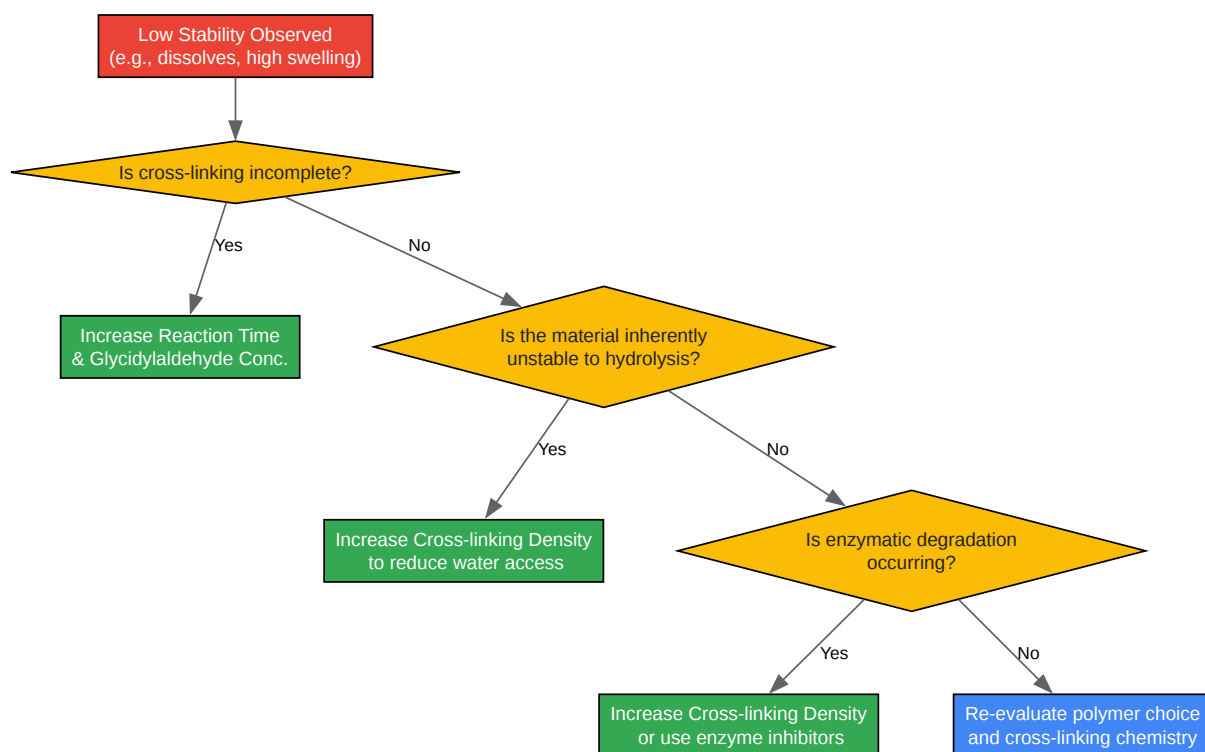 Low Stability Observed
(e.g., dissolves, high swelling)
Is cross-linking incomplete?
Yes
No
Increase Reaction Time
& Glycidylaldehyde Conc.
Is the material inherently
unstable to hydrolysis?
Yes
No
Increase Cross-linking Density
to reduce water access
Is enzymatic degradation
occurring?
Yes
No
Increase Cross-linking Density
or use enzyme inhibitors
Re-evaluate polymer choice
and cross-linking chemistry